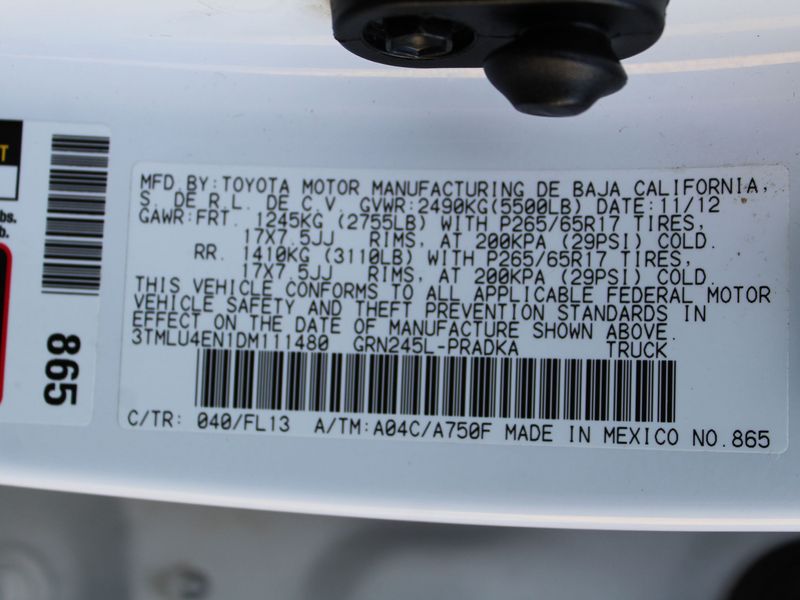 MFD.BY:TOYOTA MOTOR MANUFACTURING DE BAJA CALIFORNIA,
S. DE R.L. DE C.V. GVWR:2490KG(5500LB) DATE:11/12
GAWR:FRT. 1245KG (2755LB) WITH P265/65R17 TIRES,
17X7.5JJ RIMS, AT 200KPA (29PSI) COLD.
RR. 1410KG (3110LB) WITH P265/65R17 TIRES,
17X7.5JJ RIMS, AT 200KPA (29PSI) COLD.
THIS VEHICLE CONFORMS TO ALL APPLICABLE FEDERAL MOTOR
VEHICLE SAFETY AND THEFT PREVENTION STANDARDS IN
EFFECT ON THE DATE OF MANUFACTURE SHOWN ABOVE.
3TMLU4EN1DM111480 GRN245L-PRADKA TRUCK
C/TR: 040/FL13 A/TM:A04C/A750F MADE IN MEXICO NO.865
T
bs.
b.
865